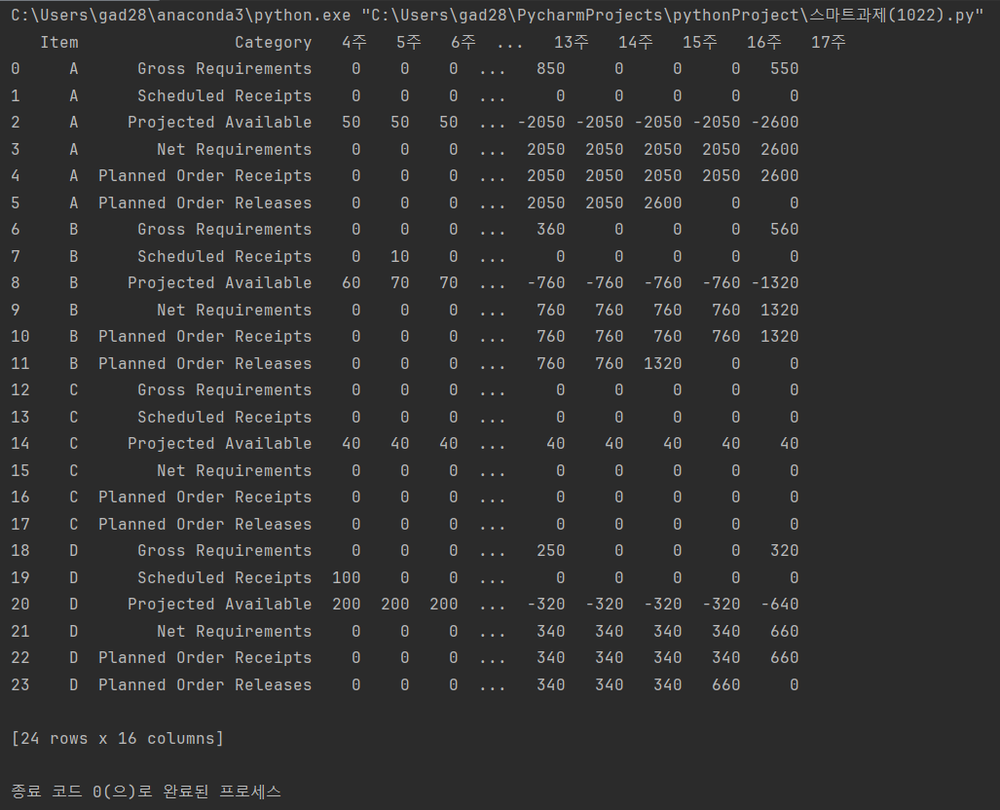 C:\Users\gad28\anaconda3\python.exe "C:\Users\gad28\PycharmProjects\pythonProject\스마트과제(1022).py"
   Item                Category   4주   5주   6주  ...   13주   14주   15주   16주   17주
0     A      Gross Requirements    0    0    0  ...   850     0     0     0   550
1     A      Scheduled Receipts    0    0    0  ...     0     0     0     0     0
2     A     Projected Available   50   50   50  ... -2050 -2050 -2050 -2050 -2600
3     A        Net Requirements    0    0    0  ...  2050  2050  2050  2050  2600
4     A  Planned Order Receipts    0    0    0  ...  2050  2050  2050  2050  2600
5     A  Planned Order Releases    0    0    0  ...  2050  2050  2600     0     0
6     B      Gross Requirements    0    0    0  ...   360     0     0     0   560
7     B      Scheduled Receipts    0   10    0  ...     0     0     0     0     0
8     B     Projected Available   60   70   70  ...  -760  -760  -760  -760 -1320
9     B        Net Requirements    0    0    0  ...   760   760   760   760  1320
10    B  Planned Order Receipts    0    0    0  ...   760   760   760   760  1320
11    B  Planned Order Releases    0    0    0  ...   760   760  1320     0     0
12    C      Gross Requirements    0    0    0  ...     0     0     0     0     0
13    C      Scheduled Receipts    0    0    0  ...     0     0     0     0     0
14    C     Projected Available   40   40   40  ...    40    40    40    40    40
15    C        Net Requirements    0    0    0  ...     0     0     0     0     0
16    C  Planned Order Receipts    0    0    0  ...     0     0     0     0     0
17    C  Planned Order Releases    0    0    0  ...     0     0     0     0     0
18    D      Gross Requirements    0    0    0  ...   250     0     0     0   320
19    D      Scheduled Receipts  100    0    0  ...     0     0     0     0     0
20    D     Projected Available  200  200  200  ...  -320  -320  -320  -320  -640
21    D        Net Requirements    0    0    0  ...   340   340   340   340   660
22    D  Planned Order Receipts    0    0    0  ...   340   340   340   340   660
23    D  Planned Order Releases    0    0    0  ...   340   340   340   660     0
[24 rows x 16 columns]
종료 코드 0(으)로 완료된 프로세스